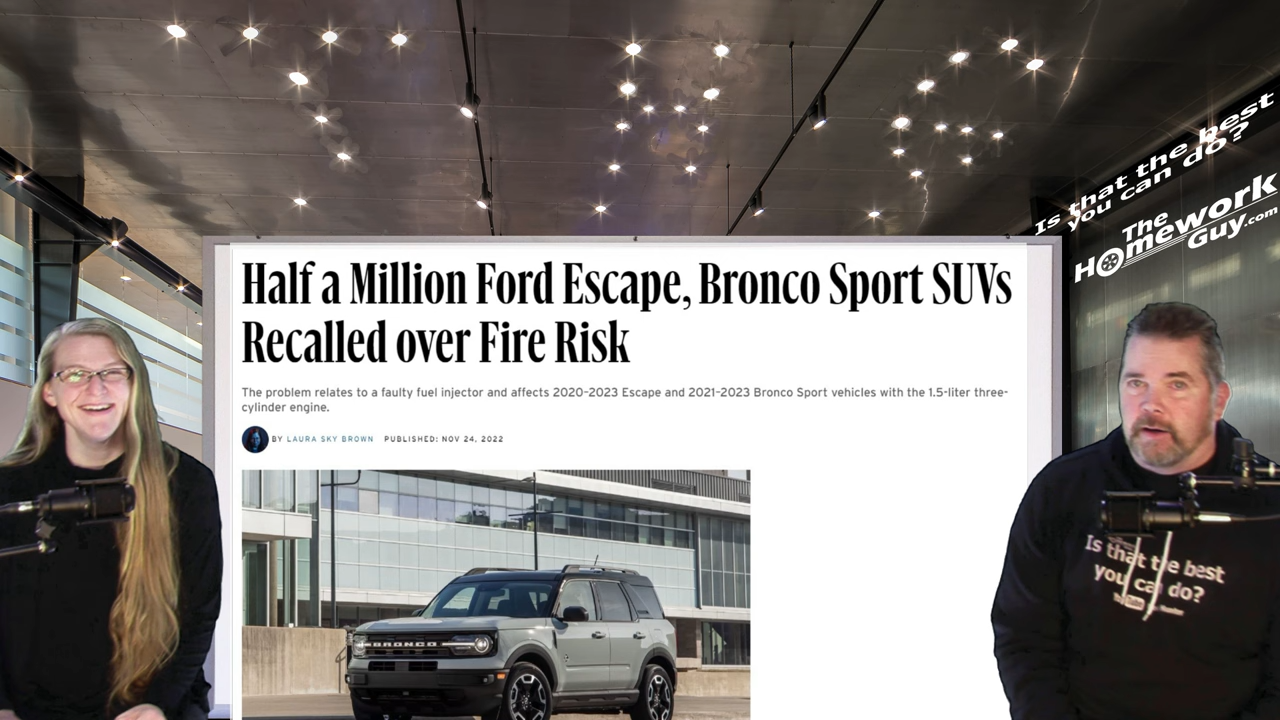 Is that the best
you can do?
The
Homework
Guy.com
Half a Million Ford Escape, Bronco Sport SUVs
Recalled over Fire Risk
The problem relates to a faulty fuel injector and affects 2020–2023 Escape and 2021–2023 Bronco Sport vehicles with the 1.5-liter three-
cylinder engine.
BY LAURA SKY BROWN PUBLISHED: NOV 24, 2022
BRONCO
Is that the best
you can do?